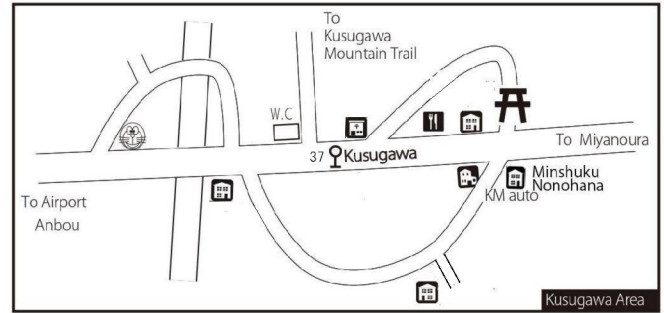 To
Kusugawa
Mountain Trail
W.C
37 Kusugawa
To Miyanoura
Minshuku
Nonohana
KM auto
To Airport
Anbou
Kusugawa Area